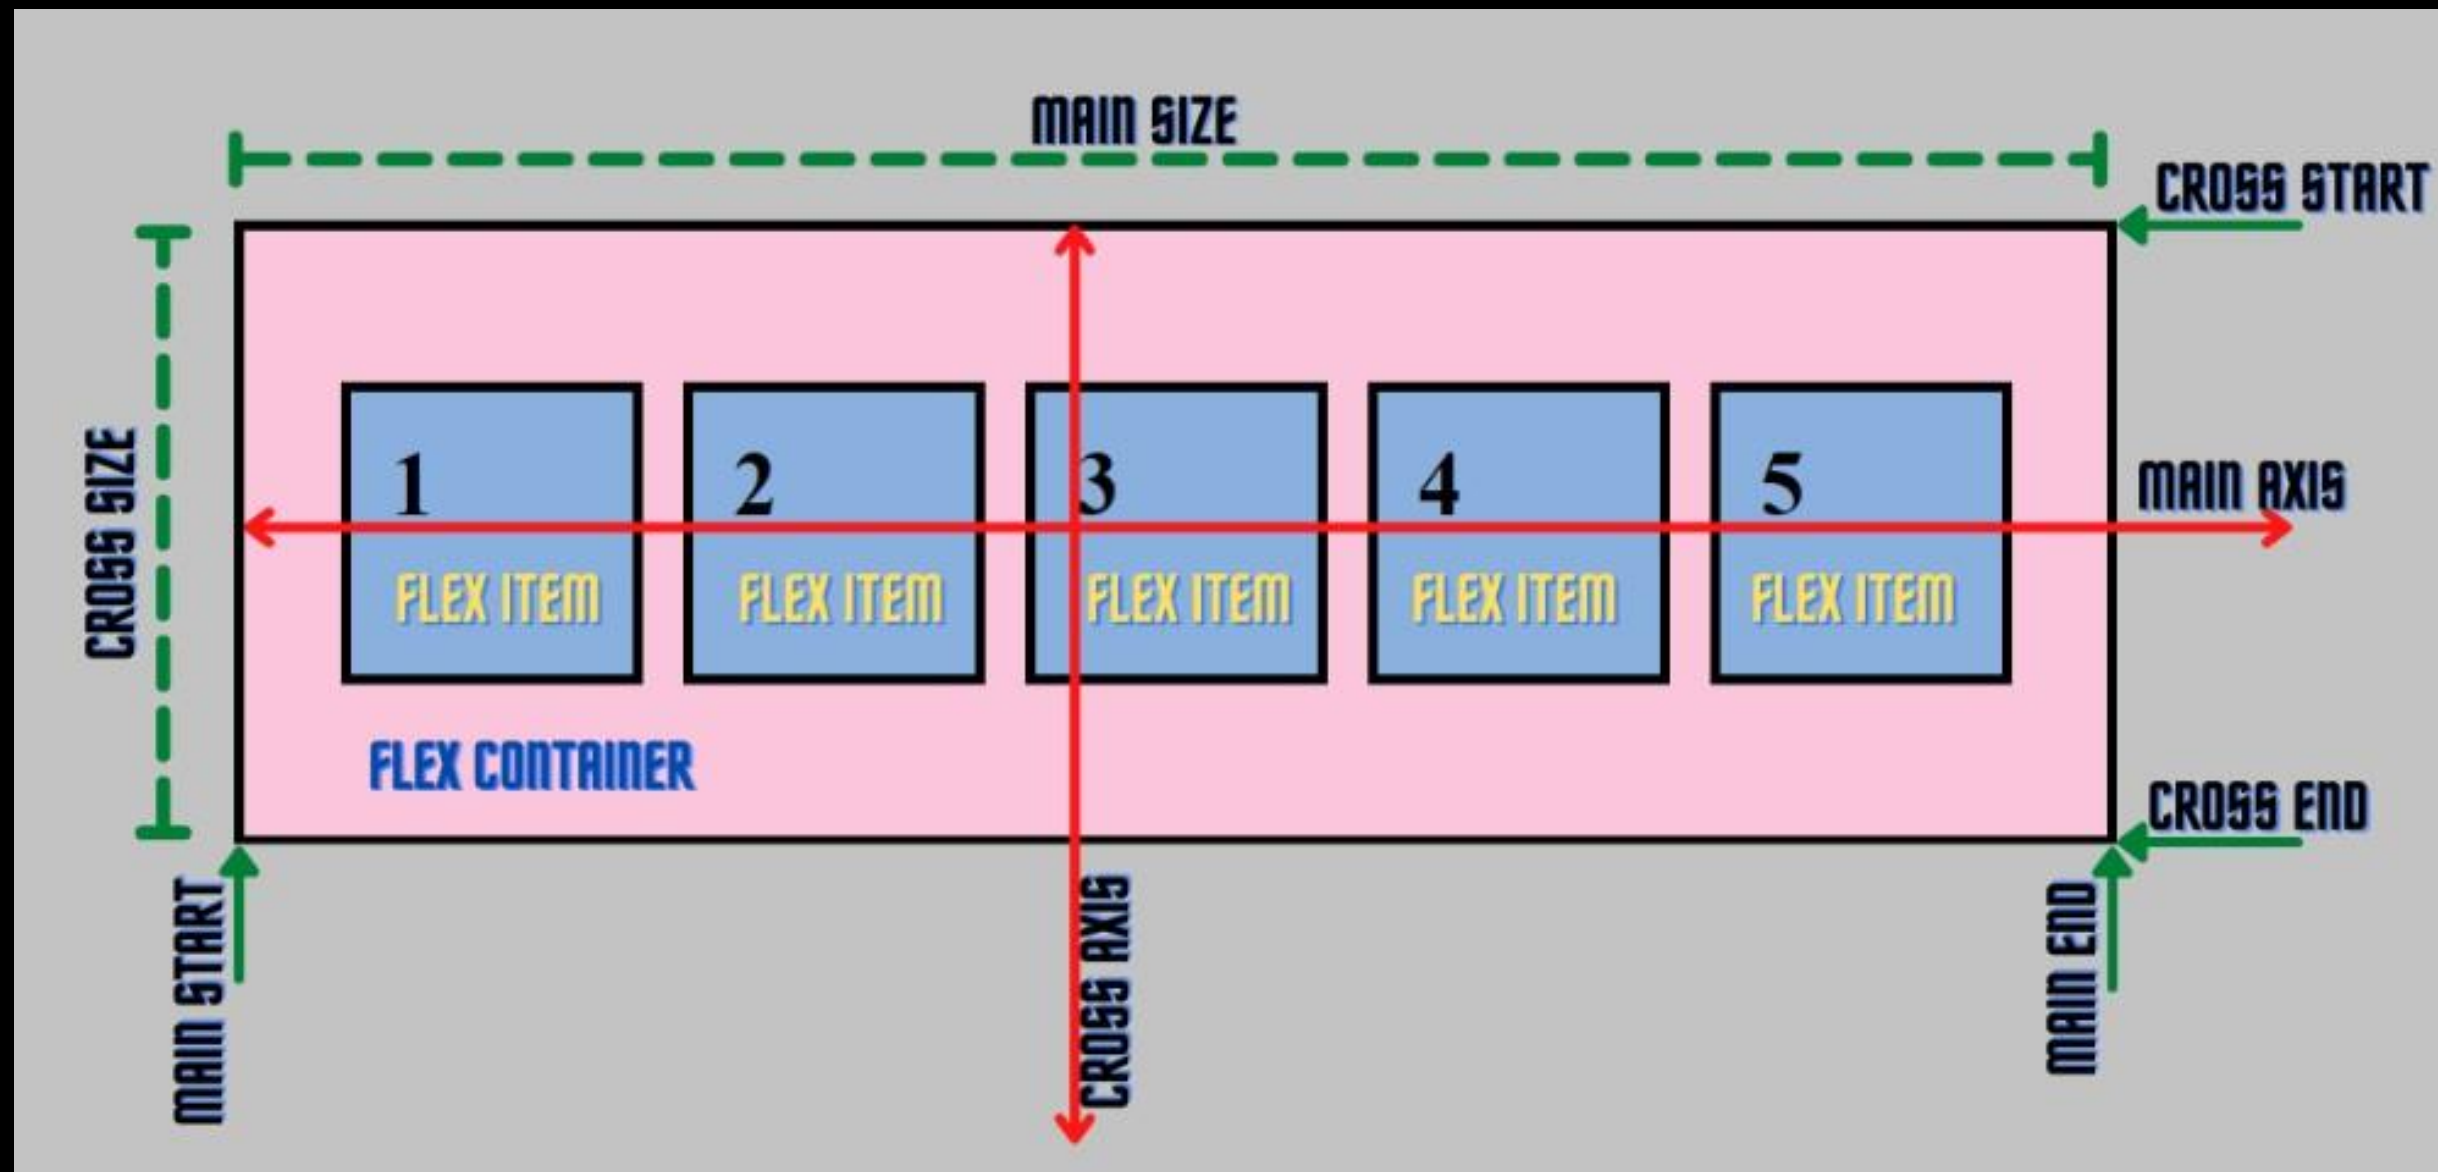 MAIN SIZE
CROSS START
CROSS SIZE
1
2
3
4
5
MAIN AXIS
FLEX ITEM
FLEX ITEM
FLEX ITEM
FLEX ITEM
FLEX ITEM
FLEX CONTAINER
CROSS END
MAIN START
CROSS AXIS
MAIN END